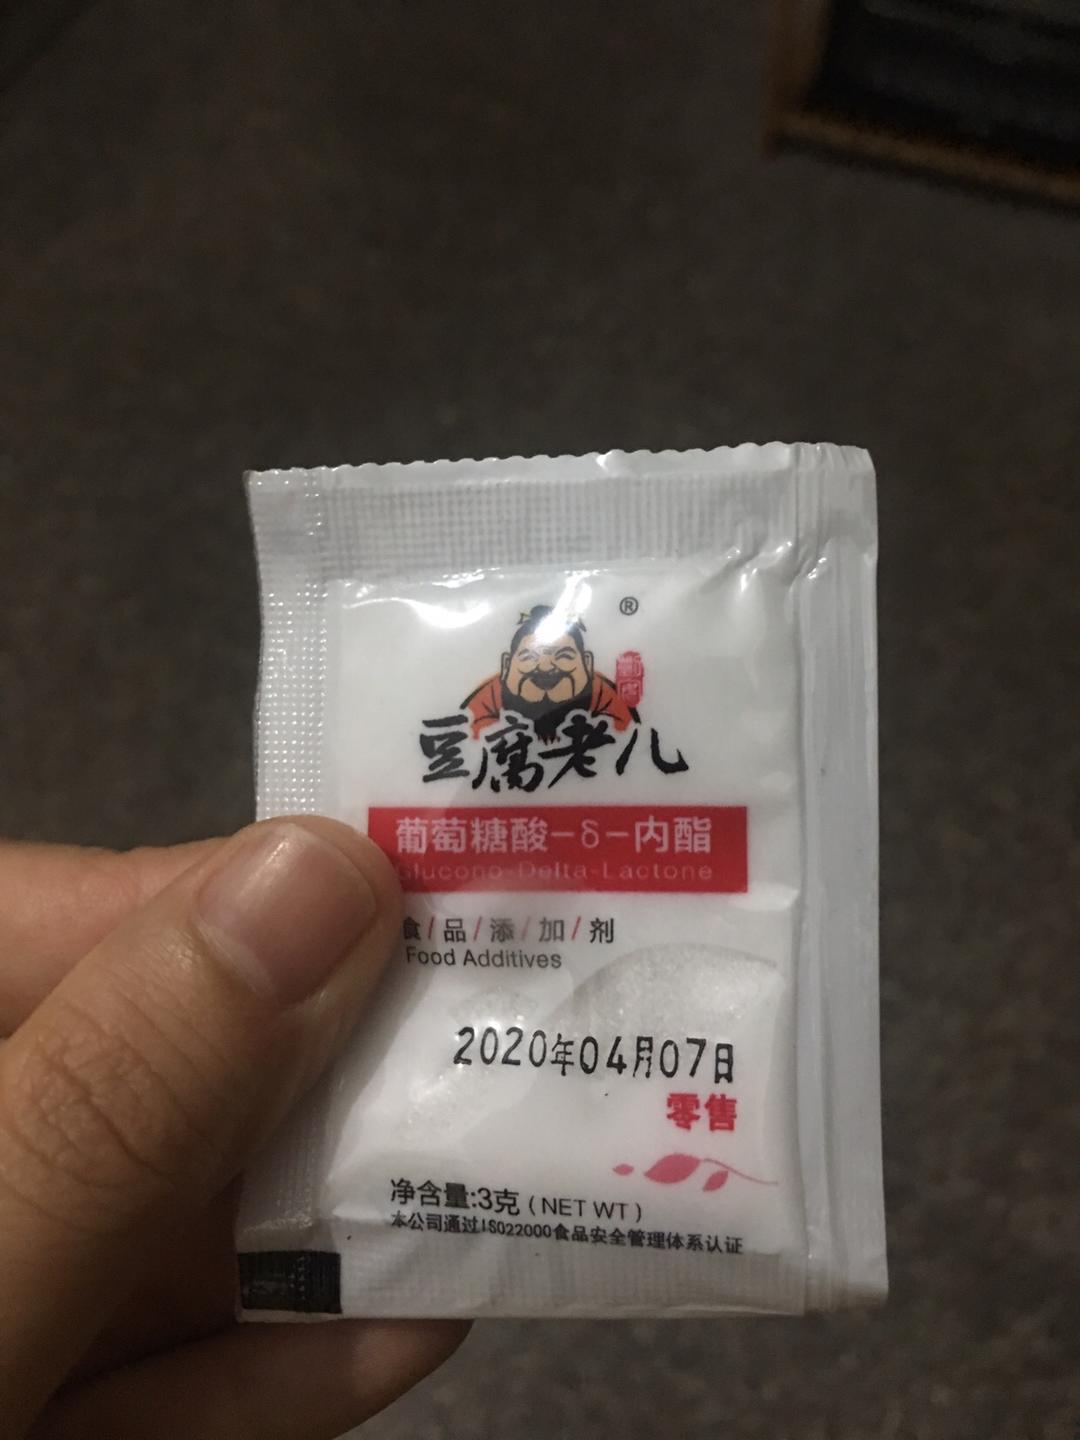 ®
豆腐老儿
葡萄糖酸-δ-内酯
Glucono-Delta-Lactone
食/品/添/加/剂
Food Additives
2020年04月07日
零售
净含量:3克(NET WT)
本公司通过ISO22000食品安全管理体系认证